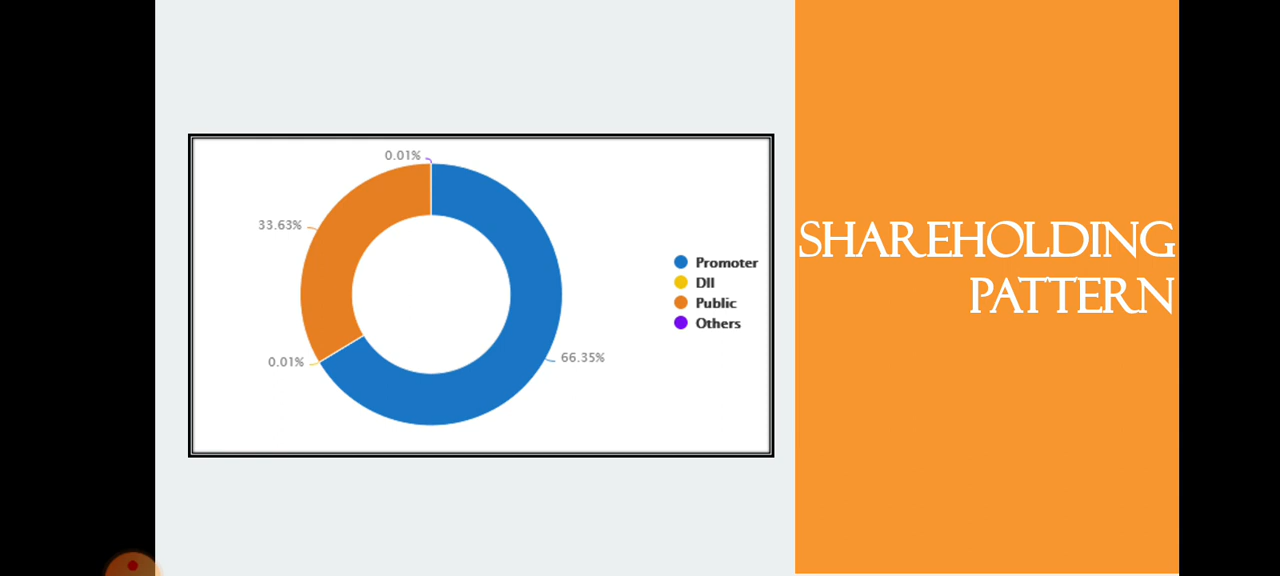 0.01%
33.63%
0.01%
66.35%
Promoter
DII
Public
Others
SHAREHOLDING
PATTERN